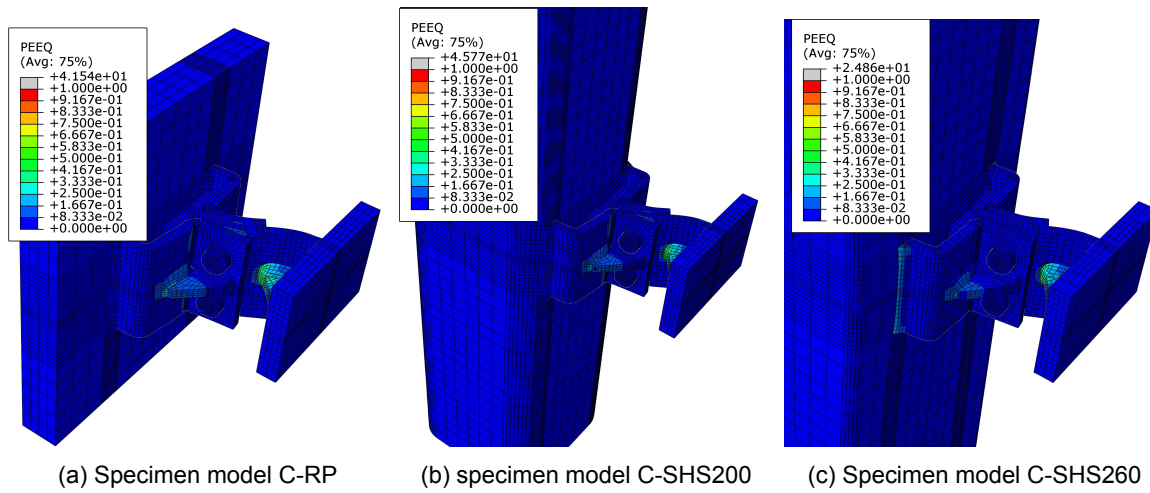 PEEQ
(Avg: 75%)
+4.154e+01
+1.000e+00
+9.167e-01
+8.333e-01
+7.500e-01
+6.667e-01
+5.833e-01
+5.000e-01
+4.167e-01
+3.333e-01
+2.500e-01
+1.667e-01
+8.333e-02
+0.000e+00
PEEQ
(Avg: 75%)
+4.577e+01
+1.000e+00
+9.167e-01
+8.333e-01
+7.500e-01
+6.667e-01
+5.833e-01
+5.000e-01
+4.167e-01
+3.333e-01
+2.500e-01
+1.667e-01
+8.333e-02
+0.000e+00
PEEQ
(Avg: 75%)
+2.486e+01
+1.000e+00
+9.167e-01
+8.333e-01
+7.500e-01
+6.667e-01
+5.833e-01
+5.000e-01
+4.167e-01
+3.333e-01
+2.500e-01
+1.667e-01
+8.333e-02
+0.000e+00
(a) Specimen model C-RP
(b) specimen model C-SHS200
(c) Specimen model C-SHS260